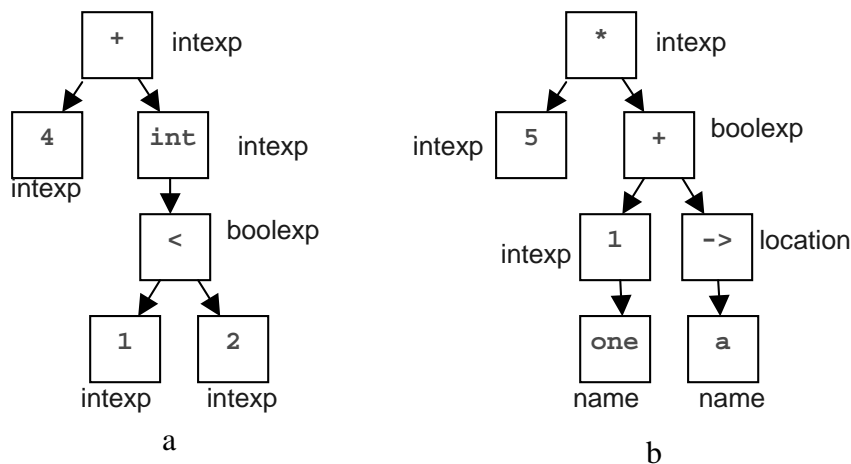 + intexp
4 int intexp
intexp
< boolexp
1 2
intexp intexp
a
* intexp
intexp 5 + boolexp
intexp 1 -> location
one a
name name
b